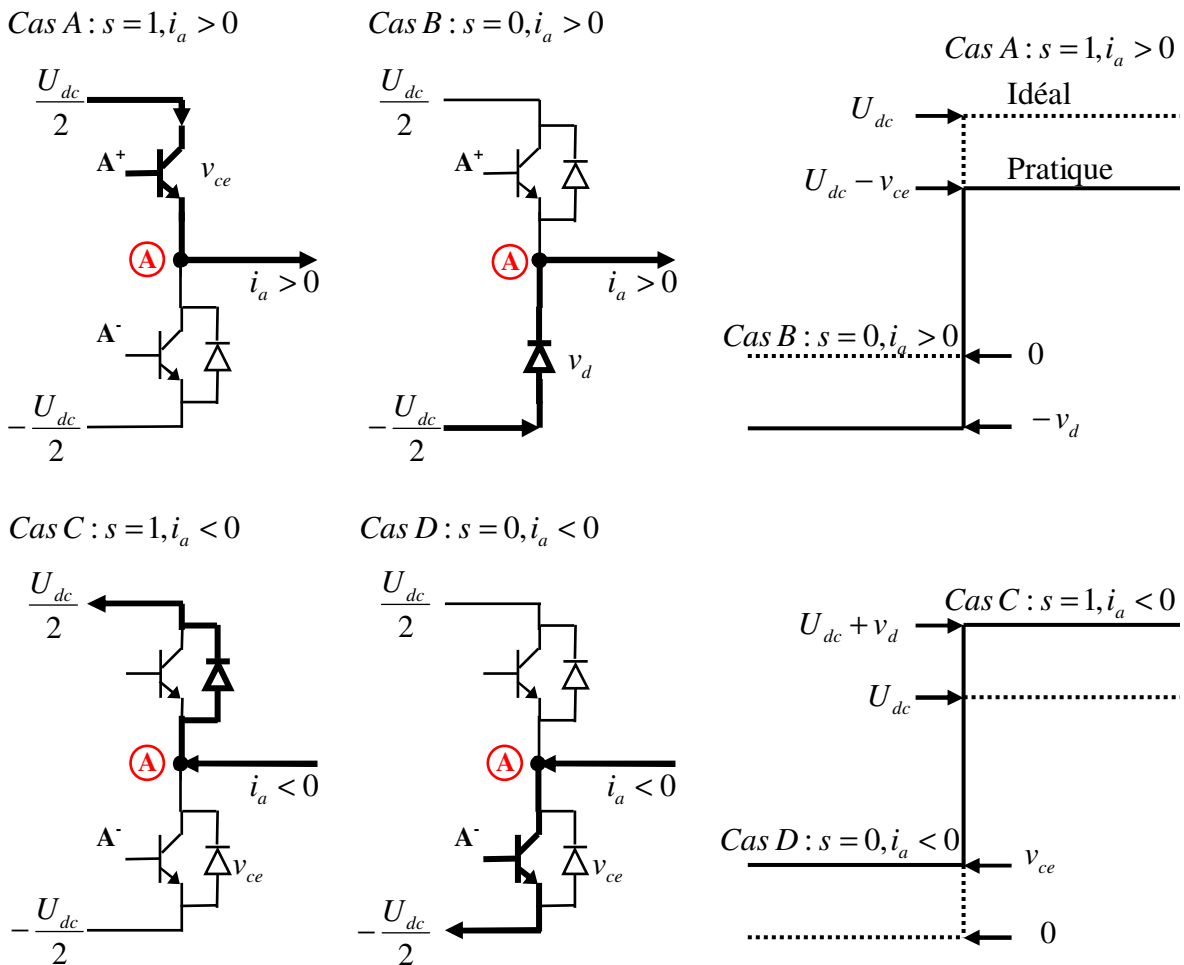 Cas A : s = 1, i_a > 0
U_dc/2
A+
v_ce
A
i_a > 0
A-
-U_dc/2
Cas B : s = 0, i_a > 0
U_dc/2
A+
A
i_a > 0
v_d
-U_dc/2
Cas A : s = 1, i_a > 0
Idéal
U_dc
Pratique
U_dc - v_ce
Cas B : s = 0, i_a > 0
0
-v_d
Cas C : s = 1, i_a < 0
U_dc/2
A
i_a < 0
A-
v_ce
-U_dc/2
Cas D : s = 0, i_a < 0
U_dc/2
A
i_a < 0
A-
v_ce
-U_dc/2
Cas C : s = 1, i_a < 0
U_dc + v_d
U_dc
Cas D : s = 0, i_a < 0
v_ce
0